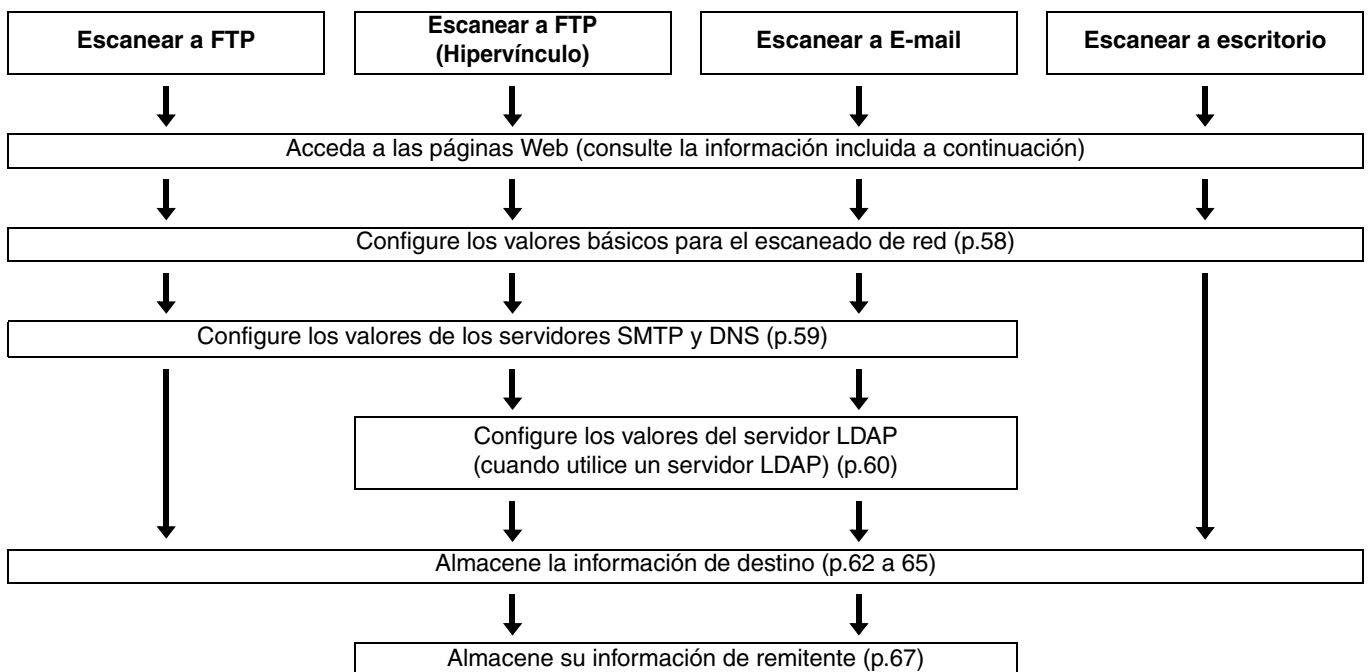 Escanear a FTP
Escanear a FTP
(Hipervínculo)
Escanear a E-mail
Escanear a escritorio
Acceda a las páginas Web (consulte la información incluida a continuación)
Configure los valores básicos para el escaneado de red (p.58)
Configure los valores de los servidores SMTP y DNS (p.59)
Configure los valores del servidor LDAP
(cuando utilice un servidor LDAP) (p.60)
Almacene la información de destino (p.62 a 65)
Almacene su información de remitente (p.67)